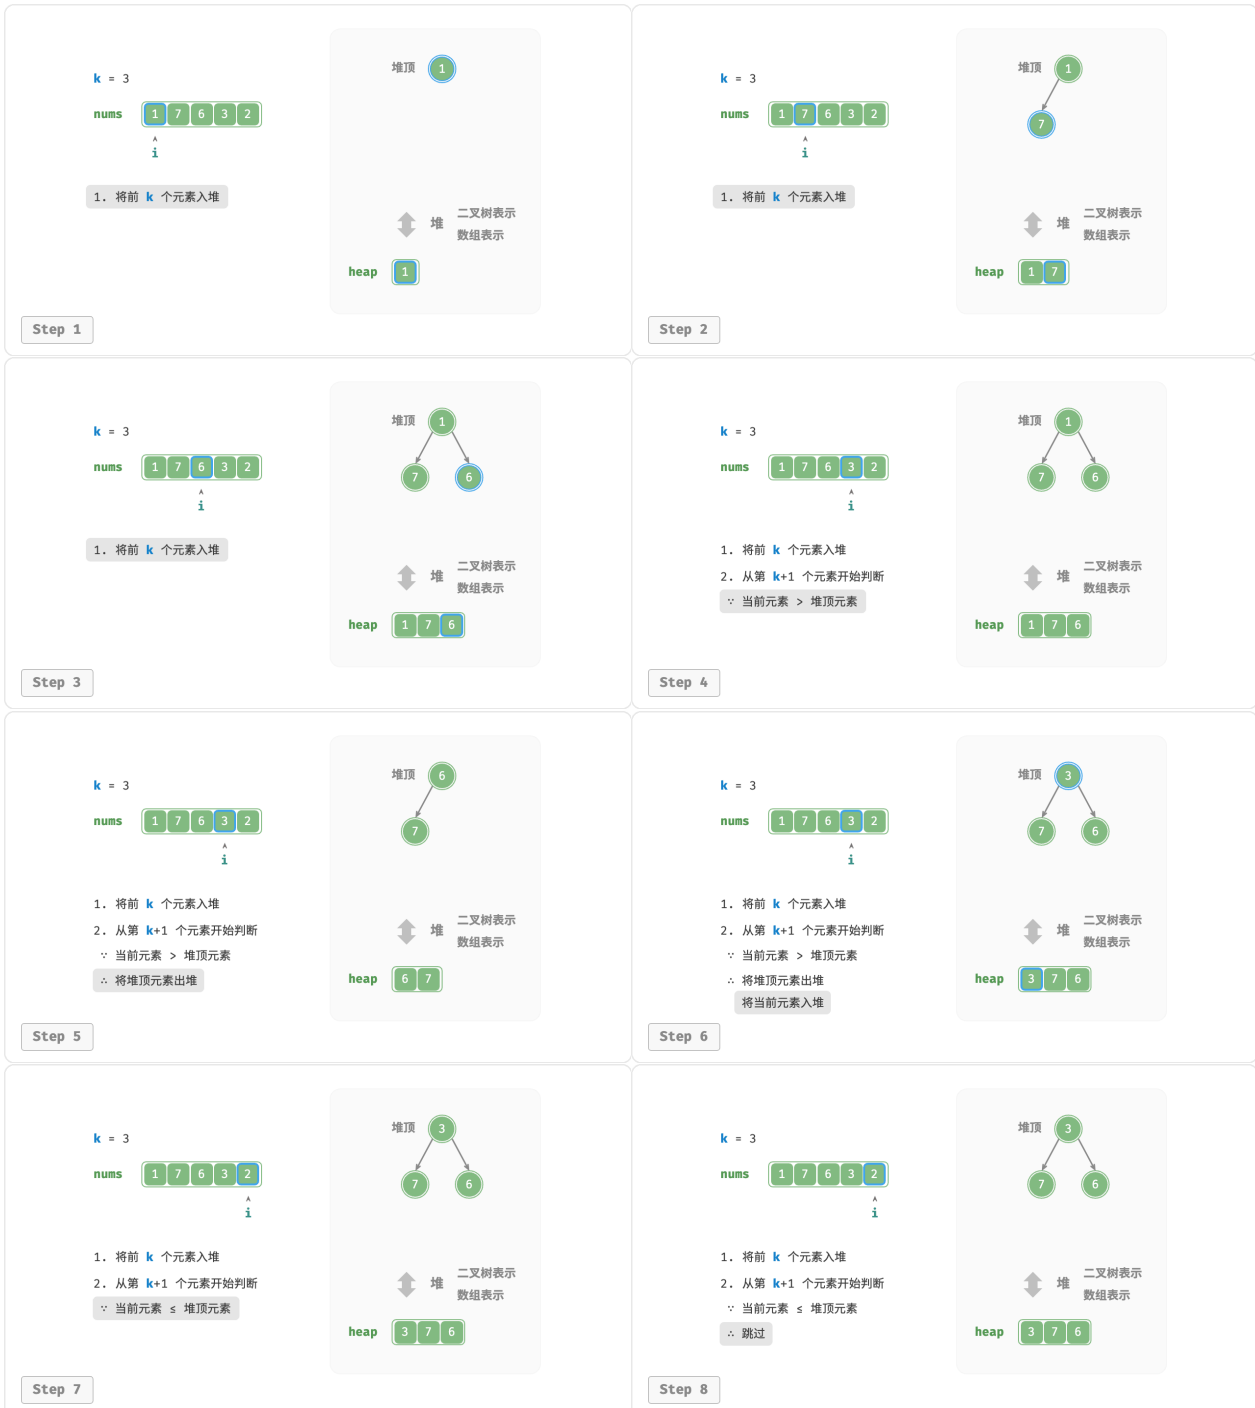 k = 3
堆顶 1
nums 1 7 6 3 2
i
1. 将前 k 个元素入堆
堆 二叉树表示
数组表示
heap 1
Step 1
k = 3
堆顶 1
7
nums 1 7 6 3 2
i
1. 将前 k 个元素入堆
堆 二叉树表示
数组表示
heap 1 7
Step 2
k = 3
堆顶 1
7 6
nums 1 7 6 3 2
i
1. 将前 k 个元素入堆
堆 二叉树表示
数组表示
heap 1 7 6
Step 3
k = 3
堆顶 1
7 6
nums 1 7 6 3 2
i
1. 将前 k 个元素入堆
2. 从第 k+1 个元素开始判断
∵ 当前元素 > 堆顶元素
堆 二叉树表示
数组表示
heap 1 7 6
Step 4
k = 3
堆顶 6
7
nums 1 7 6 3 2
i
1. 将前 k 个元素入堆
2. 从第 k+1 个元素开始判断
∵ 当前元素 > 堆顶元素
∴ 将堆顶元素出堆
堆 二叉树表示
数组表示
heap 6 7
Step 5
k = 3
堆顶 3
7 6
nums 1 7 6 3 2
i
1. 将前 k 个元素入堆
2. 从第 k+1 个元素开始判断
∵ 当前元素 > 堆顶元素
∴ 将堆顶元素出堆
将当前元素入堆
堆 二叉树表示
数组表示
heap 3 7 6
Step 6
k = 3
堆顶 3
7 6
nums 1 7 6 3 2
i
1. 将前 k 个元素入堆
2. 从第 k+1 个元素开始判断
∵ 当前元素 ≤ 堆顶元素
堆 二叉树表示
数组表示
heap 3 7 6
Step 7
k = 3
堆顶 3
7 6
nums 1 7 6 3 2
i
1. 将前 k 个元素入堆
2. 从第 k+1 个元素开始判断
∵ 当前元素 ≤ 堆顶元素
∴ 跳过
堆 二叉树表示
数组表示
heap 3 7 6
Step 8